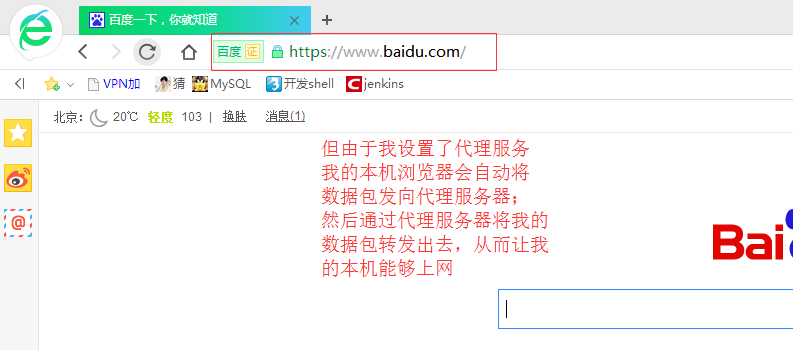 百度一下，你就知道
百度 证 https://www.baidu.com/
VPN加 猜 MySQL 开发shell jenkins
北京： 20℃ 轻度 103 | 换肤 消息(1)
但由于我设置了代理服务
我的本机浏览器会自动将
数据包发向代理服务器；
然后通过代理服务器将我的
数据包转发出去，从而让我
的本机能够上网
Bai